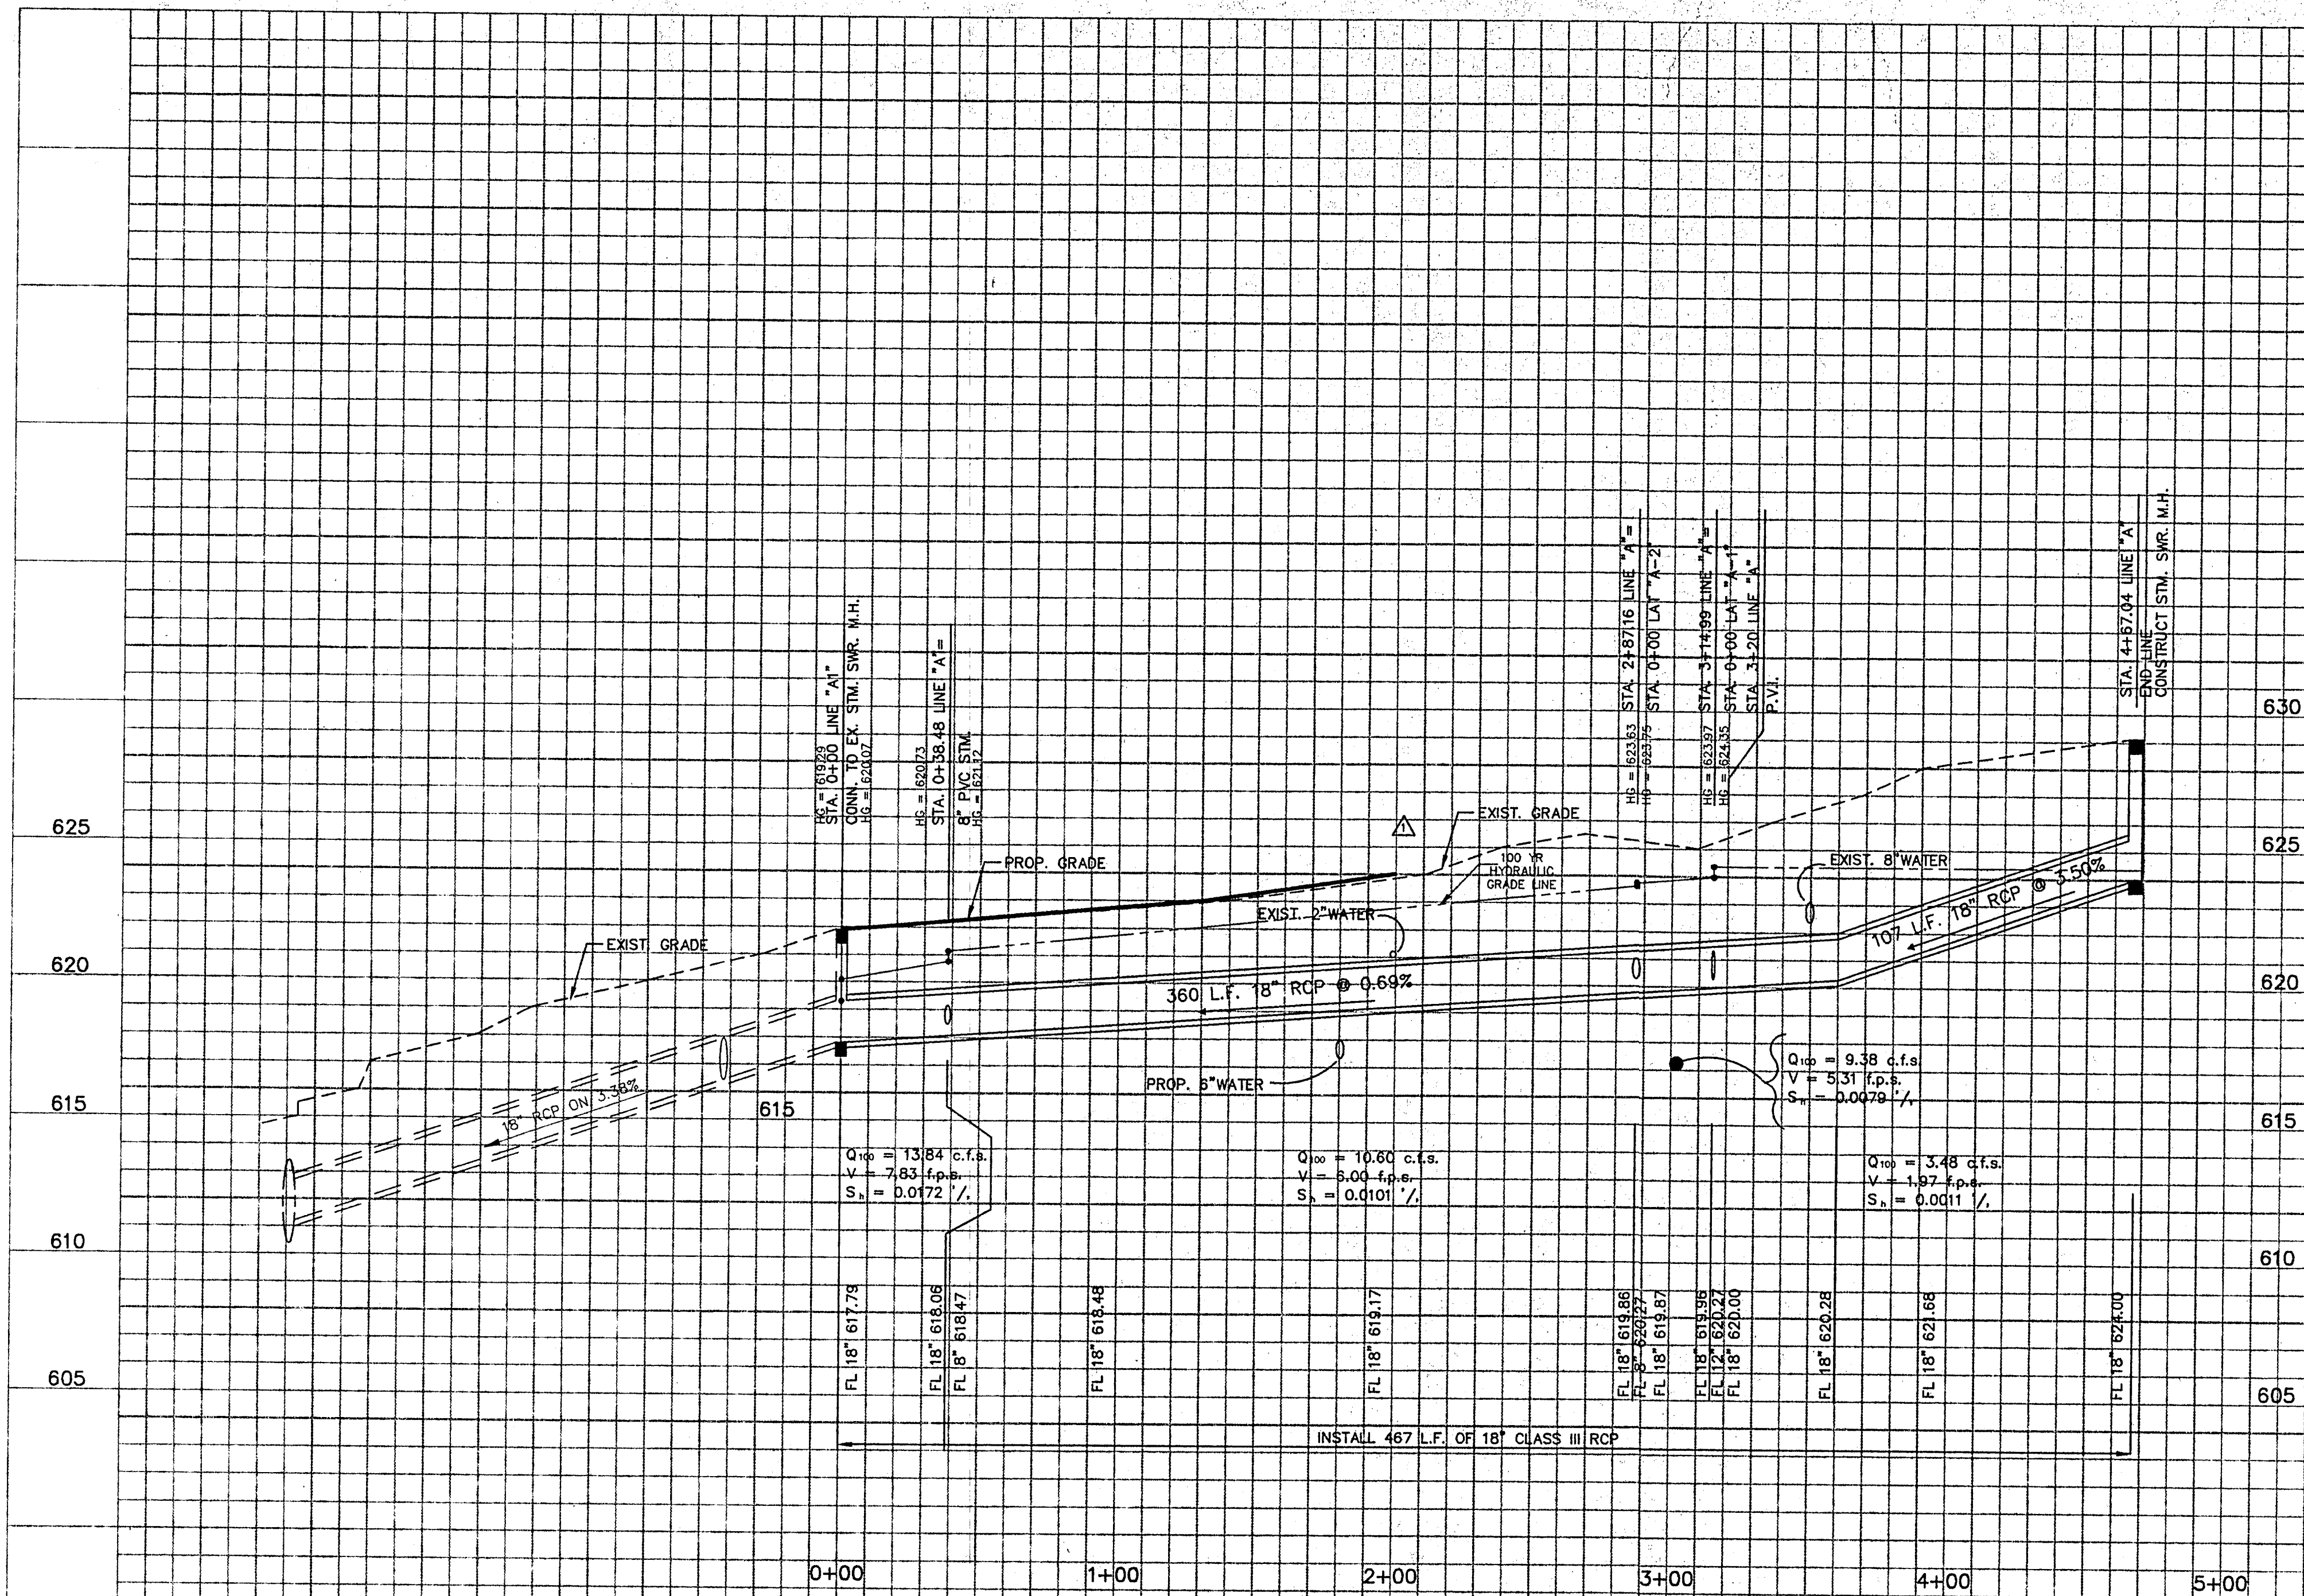 HG = 619.29
STA. 0+00 LINE "A1"
CONN. TO EX. STM. SWR. M.H.
HG = 620.07
HG = 620.73
STA. 0+38.48 LINE "A"=
8" PVC STM.
HG = 621.12
HG = 623.63 STA. 2+87.16 LINE "A"=
HG = 623.75 STA. 0+00 LAT "A-2"
HG = 623.97 STA. 3+14.99 LINE "A"=
HG = 624.35 STA. 0+00 LAT "A-1"
STA. 3+20 LINE "A"
P.V.I.
STA. 4+67.04 LINE "A"
END LINE
CONSTRUCT STM. SWR. M.H.
630
625
625
1
EXIST. GRADE
PROP. GRADE
100 YR
HYDRAULIC
GRADE LINE
EXIST. 8"WATER
EXIST. 2"WATER
EXIST. GRADE
107 L.F. 18" RCP @ 3.50%
620
620
360 L.F. 18" RCP @ 0.69%
PROP. 6"WATER
18" RCP ON 3.38%
615
615
615
Q100 = 9.38 c.f.s.
V = 5.31 f.p.s.
Sh = 0.0079 '/,
Q100 = 13.84 c.f.s.
V = 7.83 f.p.s.
Sh = 0.0172 '/,
Q100 = 10.60 c.f.s.
V = 6.00 f.p.s.
Sh = 0.0101 '/,
Q100 = 3.48 c.f.s.
V = 1.97 f.p.s.
Sh = 0.0011 '/,
610
610
FL 18" 617.79
FL 18" 618.06
FL 8" 618.47
FL 18" 618.48
FL 18" 619.17
FL 18" 619.86
FL 8" 620.27
FL 18" 619.87
FL 18" 619.96
FL 12" 620.27
FL 18" 620.00
FL 18" 620.28
FL 18" 621.68
FL 18" 624.00
605
605
INSTALL 467 L.F. OF 18" CLASS III RCP
0+00
1+00
2+00
3+00
4+00
5+00